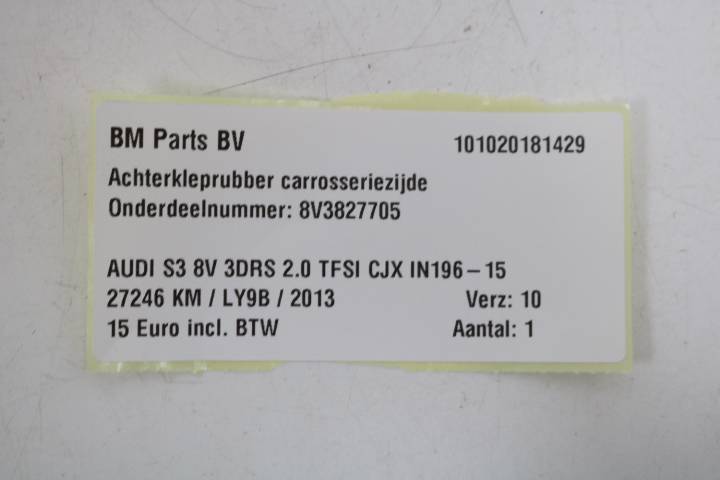 BM Parts BV 101020181429
Achterkleprubber carrosseriezijde
Onderdeelnummer: 8V3827705
AUDI S3 8V 3DRS 2.0 TFSI CJX IN196-15
27246 KM / LY9B / 2013 Verz: 10
15 Euro incl. BTW Aantal: 1